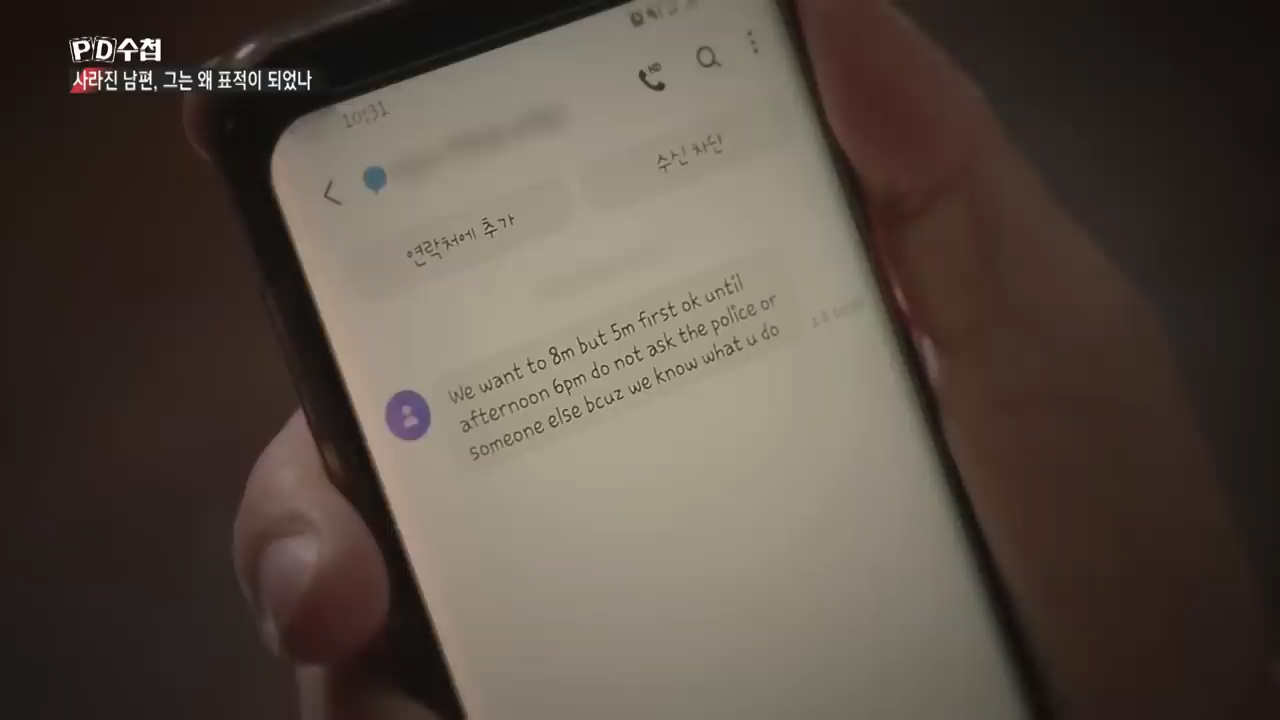 PD수첩
사라진 남편, 그는 왜 표적이 되었나
10:31
HD
수신 차단
연락처에 추가
We want to 8m but 5m first ok until
afternoon 6pm do not ask the police or
someone else bcuz we know what u do